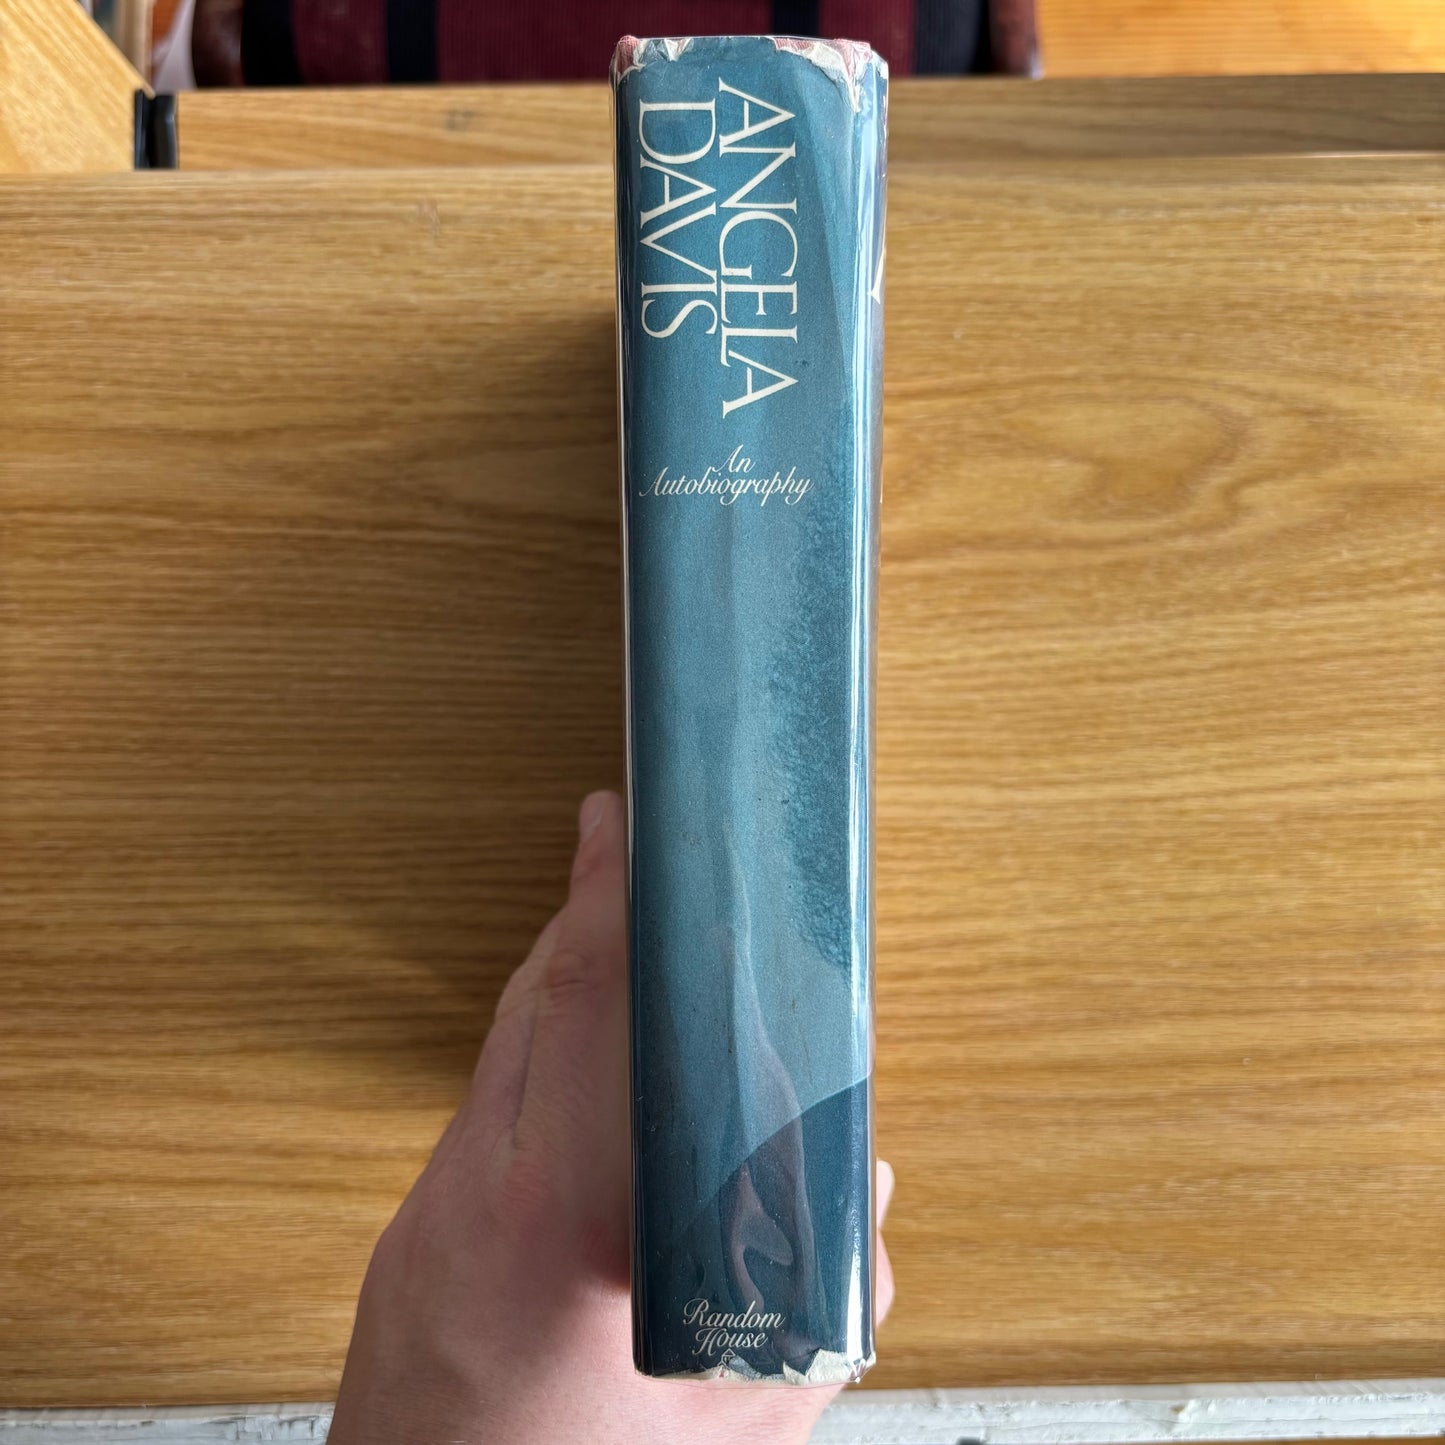 ANGELA
DAVIS
An
Autobiography
Random
House